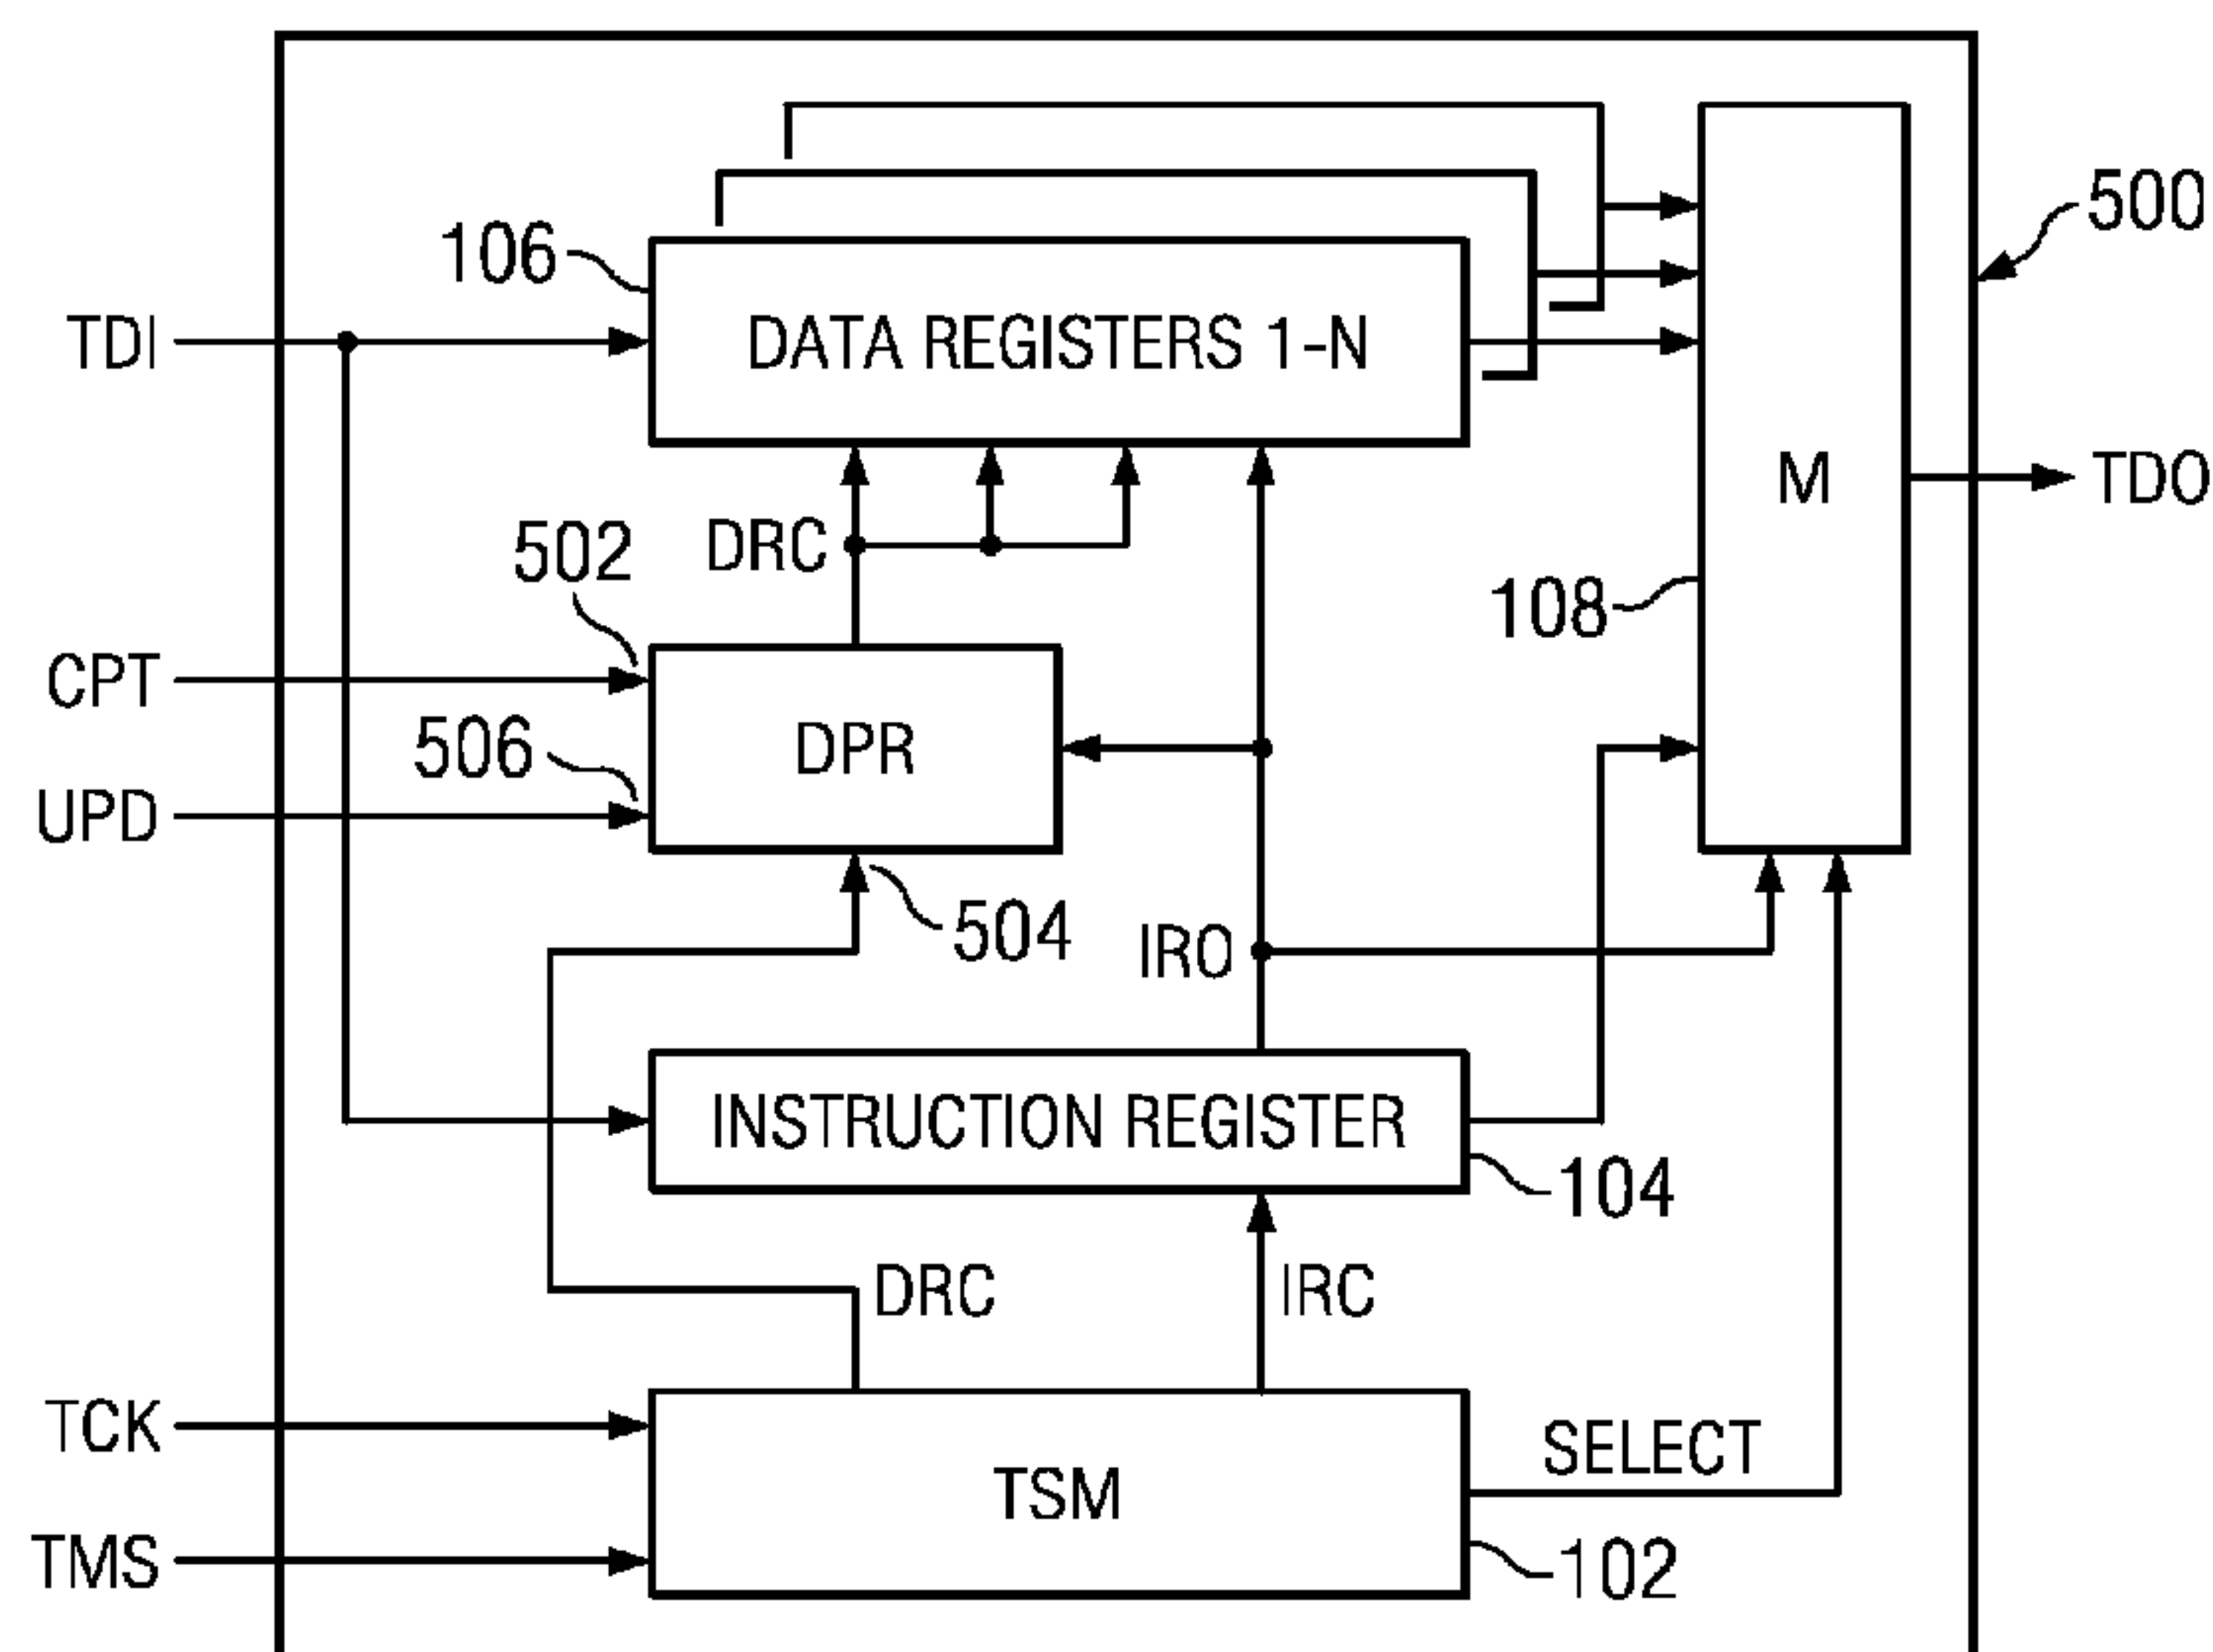 500
106
TDI
DATA REGISTERS 1-N
M
TDO
502
DRC
108
CPT
506
DPR
UPD
504
IRO
INSTRUCTION REGISTER
104
DRC
IRC
TCK
SELECT
TSM
TMS
102